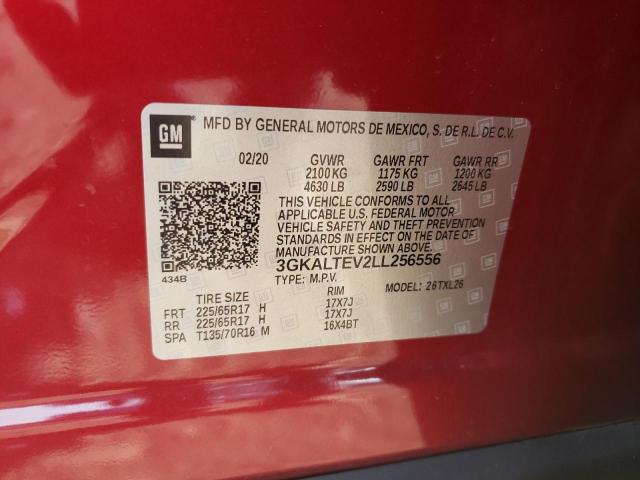 GM
MFD BY GENERAL MOTORS DE MEXICO, S. DE R.L. DE C.V.
02/20 GVWR GAWR FRT GAWR RR
2100 KG 1175 KG 1200 KG
4630 LB 2590 LB 2645 LB
THIS VEHICLE CONFORMS TO ALL
APPLICABLE U.S. FEDERAL MOTOR
VEHICLE SAFETY AND THEFT PREVENTION
STANDARDS IN EFFECT ON THE DATE OF
MANUFACTURE SHOWN ABOVE.
434B
3GKALTEV2LL256556
TYPE: M.P.V. MODEL: 26TXL26
TIRE SIZE RIM
FRT 225/65R17 H 17X7J
RR 225/65R17 H 17X7J
SPA T135/70R16 M 16X4BT